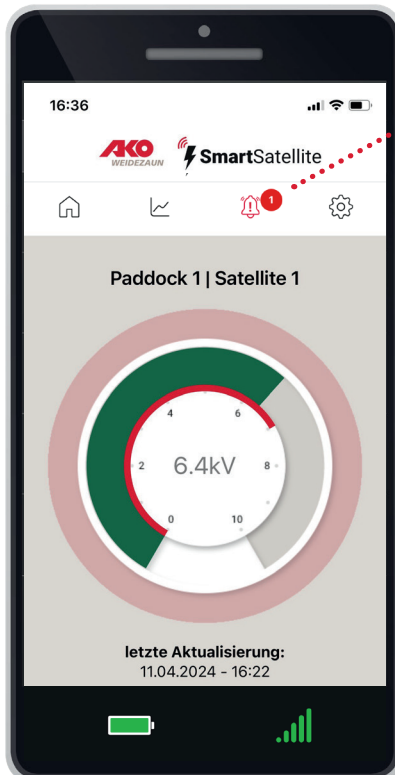 16:36
AKO
WEIDEZAUN
SmartSatellite
1
Paddock 1 | Satellite 1
4 6
2 6.4kV 8
0 10
letzte Aktualisierung:
11.04.2024 - 16:22